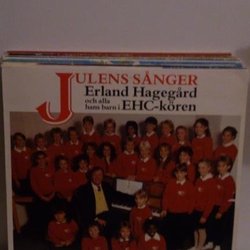 JULENS SÅNGER
Erland Hagegård
och alla
hans barn i EHC-kören